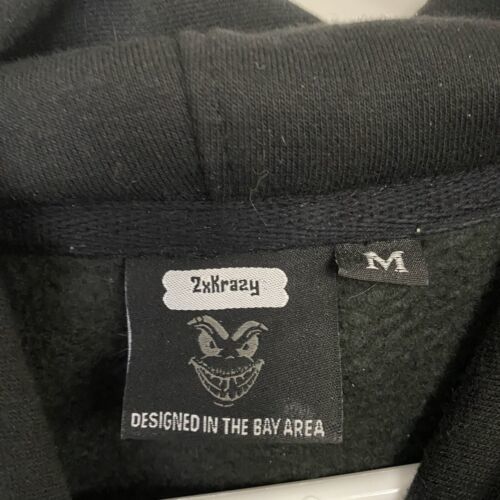 2xKrazy
M
DESIGNED IN THE BAY AREA